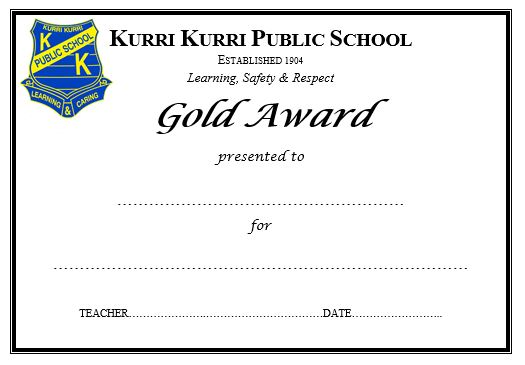 KURRI KURRI
K
PUBLIC SCHOOL
K
LEARNING & CARING
KURRI KURRI PUBLIC SCHOOL
ESTABLISHED 1904
Learning, Safety & Respect
Gold Award
presented to
......................................................
for
..............................................................................
TEACHER......................................................DATE.........................